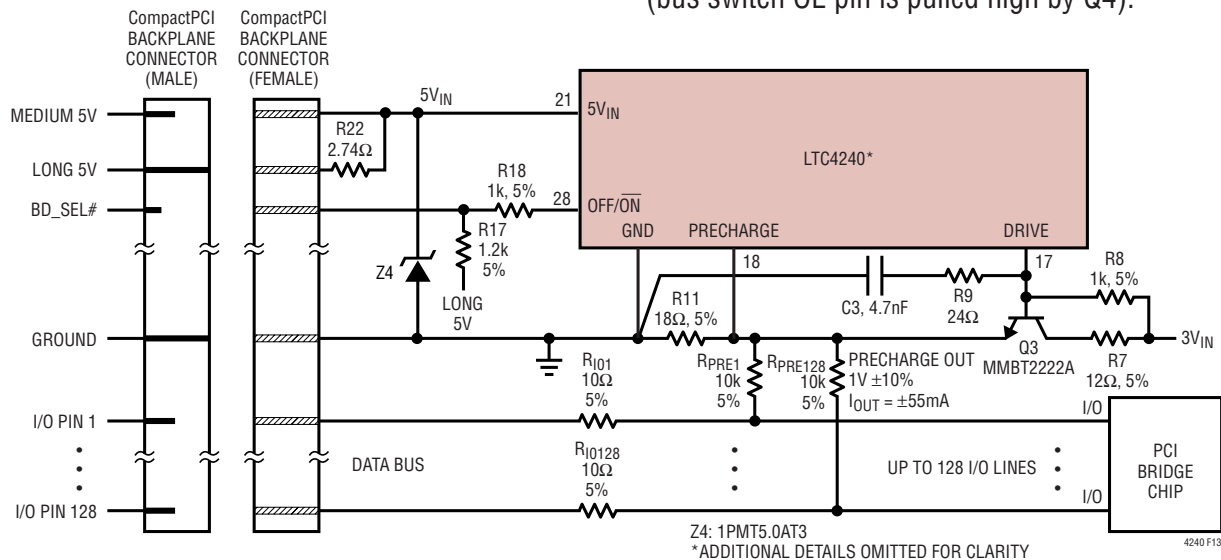 (bus switch OE pin is pulled high by Q4).
CompactPCI
BACKPLANE
CONNECTOR
(MALE)
CompactPCI
BACKPLANE
CONNECTOR
(FEMALE)
MEDIUM 5V
LONG 5V
BD_SEL#
GROUND
I/O PIN 1
I/O PIN 128
5VIN
R22
2.74Ω
R18
1k, 5%
R17
1.2k
5%
LONG
5V
Z4
21
5VIN
LTC4240*
28
OFF/ON
GND
PRECHARGE
DRIVE
18
17
C3, 4.7nF
R9
24Ω
R8
1k, 5%
R11
18Ω, 5%
Q3
MMBT2222A
R7
12Ω, 5%
3VIN
RPRE1
10k
5%
RPRE128
10k
5%
PRECHARGE OUT
1V ±10%
IOUT = ±55mA
RI01
10Ω
5%
RI0128
10Ω
5%
DATA BUS
UP TO 128 I/O LINES
I/O
I/O
PCI
BRIDGE
CHIP
Z4: 1PMT5.0AT3
*ADDITIONAL DETAILS OMITTED FOR CLARITY
4240 F13